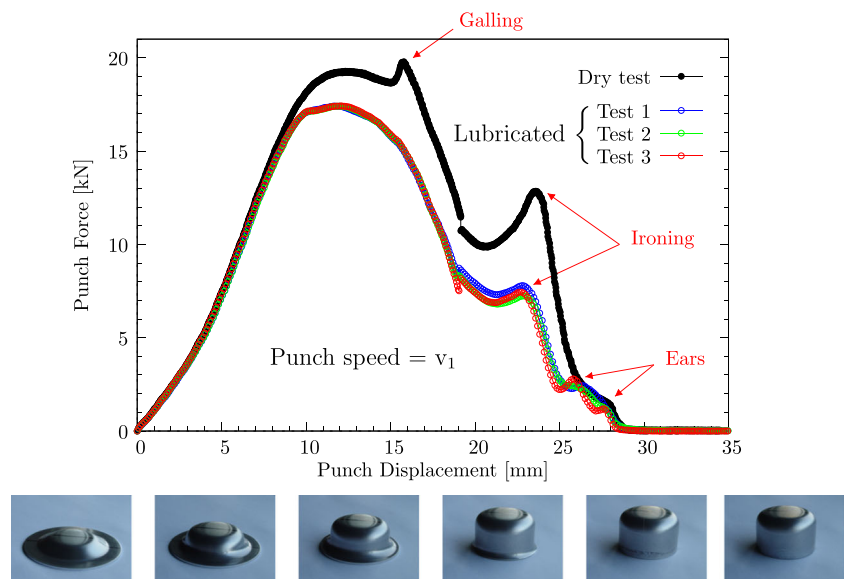 Galling
20
15
10
5
0
Punch Force [kN]
Dry test
Lubricated
Test 1
Test 2
Test 3
Ironing
Punch speed = v₁
Ears
0 5 10 15 20 25 30 35
Punch Displacement [mm]